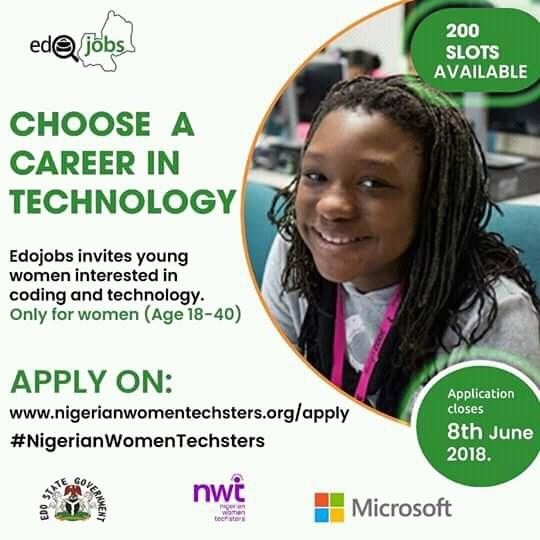 edo jobs
200
SLOTS
AVAILABLE
CHOOSE A
CAREER IN
TECHNOLOGY
Edojobs invites young
women interested in
coding and technology.
Only for women (Age 18-40)
APPLY ON:
www.nigerianwomentechsters.org/apply
#NigerianWomenTechsters
Application
closes
8th June
2018.
EDO STATE GOVERNMENT
nwt
nigerian
women
techsters
Microsoft